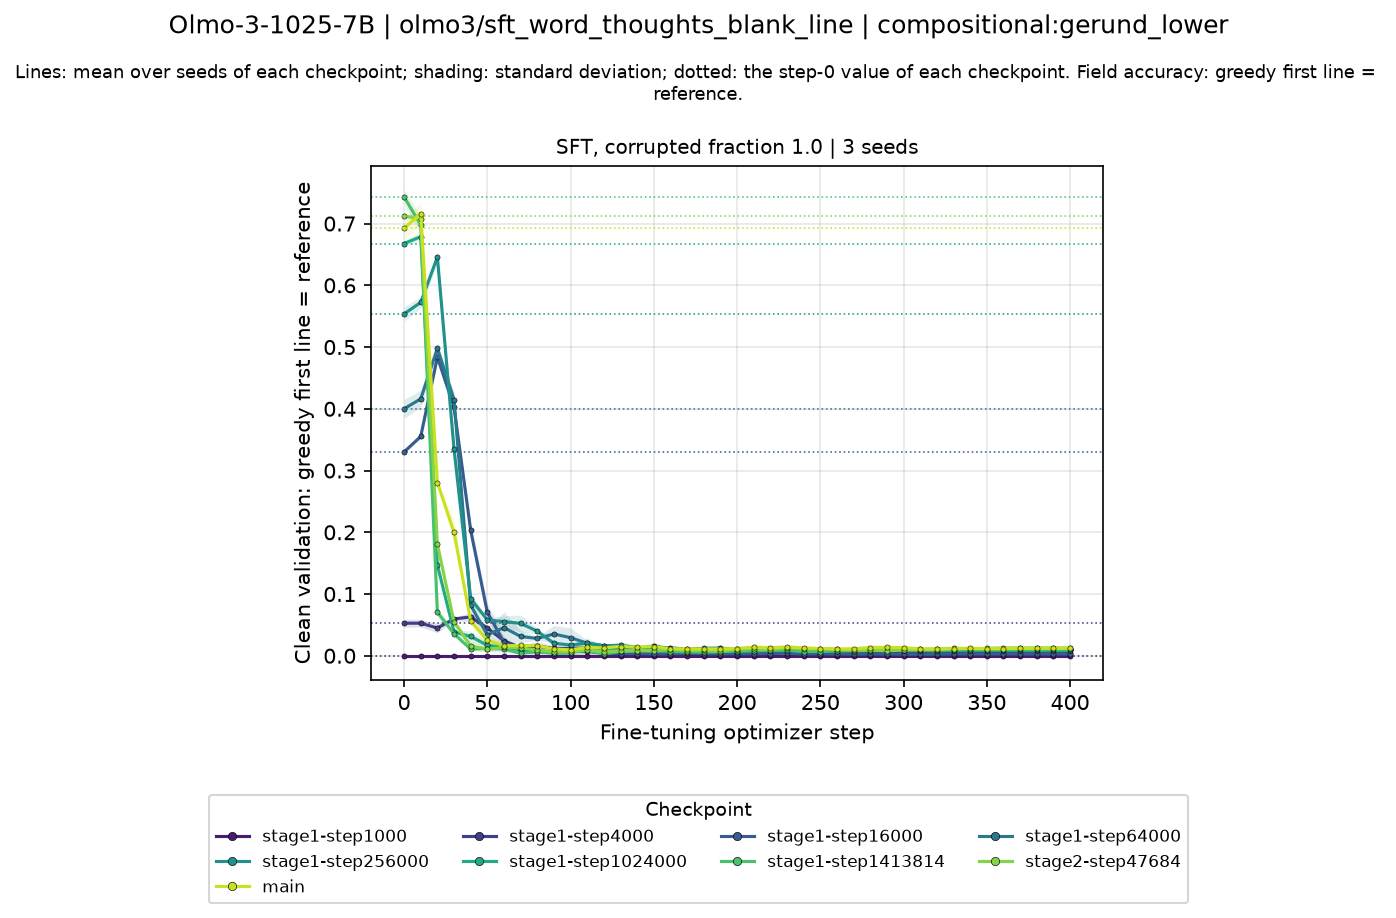 Olmo-3-1025-7B | olmo3/sft_word_thoughts_blank_line | compositional:gerund_lower
Lines: mean over seeds of each checkpoint; shading: standard deviation; dotted: the step-0 value of each checkpoint. Field accuracy: greedy first line =
reference.
SFT, corrupted fraction 1.0 | 3 seeds
Clean validation: greedy first line = reference
0.7
0.6
0.5
0.4
0.3
0.2
0.1
0.0
0 50 100 150 200 250 300 350 400
Fine-tuning optimizer step
Checkpoint
stage1-step1000 stage1-step4000 stage1-step16000 stage1-step64000
stage1-step256000 stage1-step1024000 stage1-step1413814 stage2-step47684
main